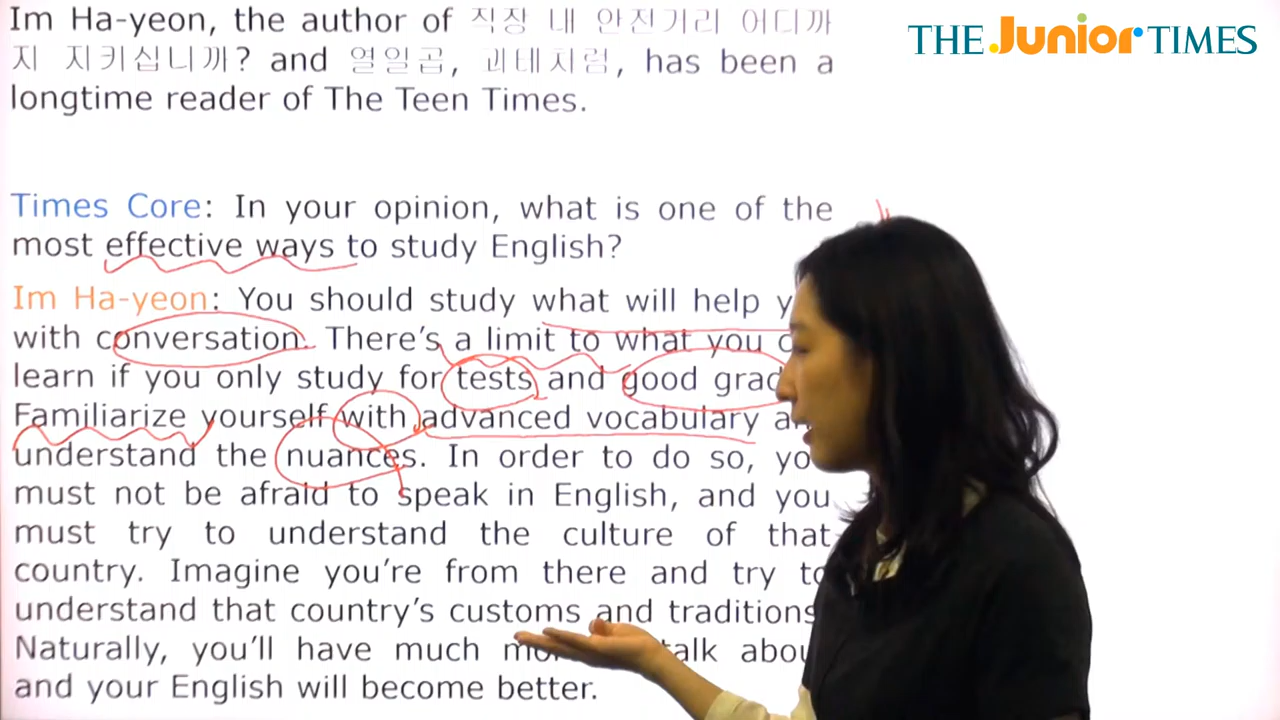 Im Ha-yeon, the author of 직장 내 안전기리 어디까
지 지키십니까? and 열일곱, 괴테처럼, has been a
longtime reader of The Teen Times.
THE Junior TIMES
Times Core: In your opinion, what is one of the
most effective ways to study English?
Im Ha-yeon: You should study what will help
with conversation. There's a limit to what you
learn if you only study for tests and good
Familiarize yourself with advanced vocabulary
understand the nuances. In order to do so,
must not be afraid to speak in English, and you
must try to understand the culture of that
country. Imagine you're from there and try to
understand that country's customs and traditions
Naturally, you'll have much talk
and your English will become better.